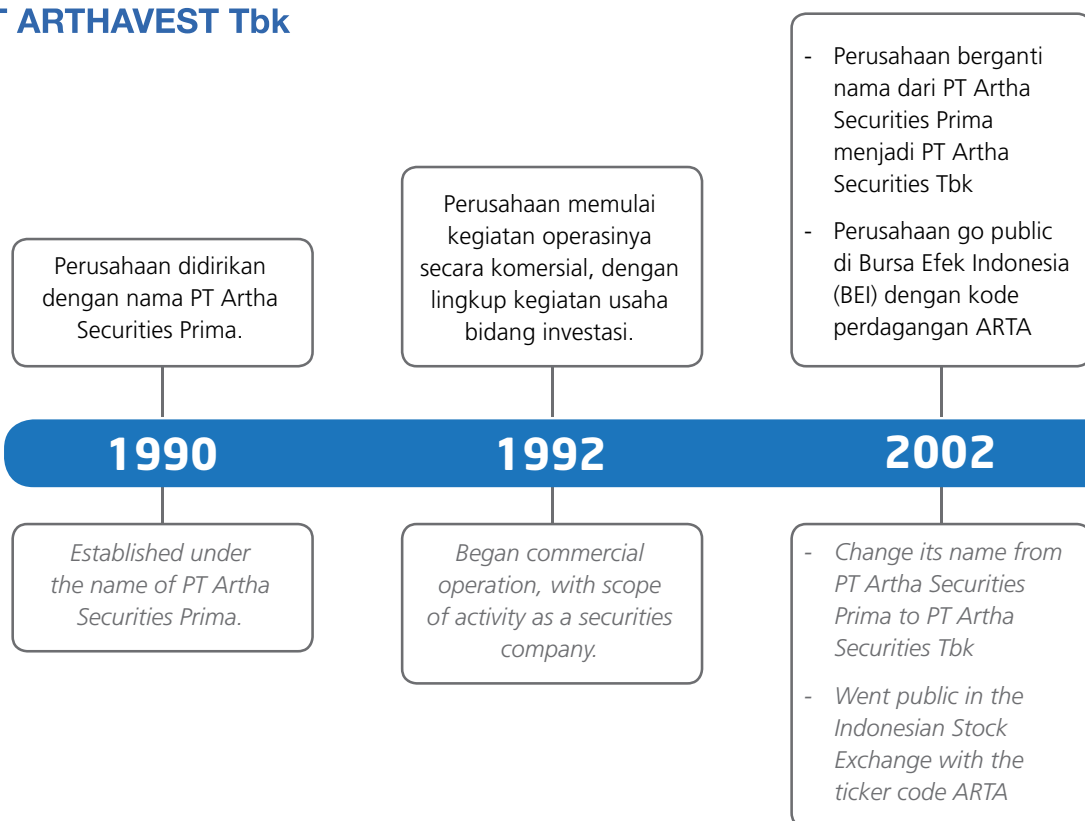 T ARTHAVEST Tbk
Perusahaan didirikan
dengan nama PT Artha
Securities Prima.
Perusahaan memulai
kegiatan operasinya
secara komersial, dengan
lingkup kegiatan usaha
bidang investasi.
- Perusahaan berganti
nama dari PT Artha
Securities Prima
menjadi PT Artha
Securities Tbk
- Perusahaan go public
di Bursa Efek Indonesia
(BEI) dengan kode
perdagangan ARTA
1990
1992
2002
Established under
the name of PT Artha
Securities Prima.
Began commercial
operation, with scope
of activity as a securities
company.
- Change its name from
PT Artha Securities
Prima to PT Artha
Securities Tbk
- Went public in the
Indonesian Stock
Exchange with the
ticker code ARTA